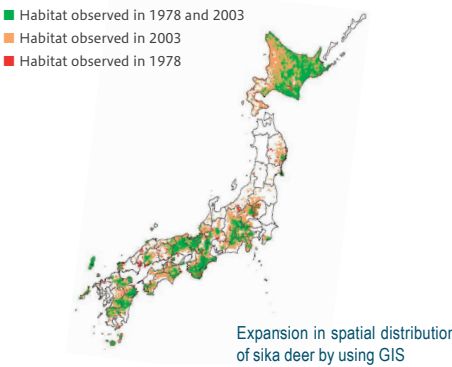 Habitat observed in 1978 and 2003
Habitat observed in 2003
Habitat observed in 1978
Expansion in spatial distribution
of sika deer by using GIS